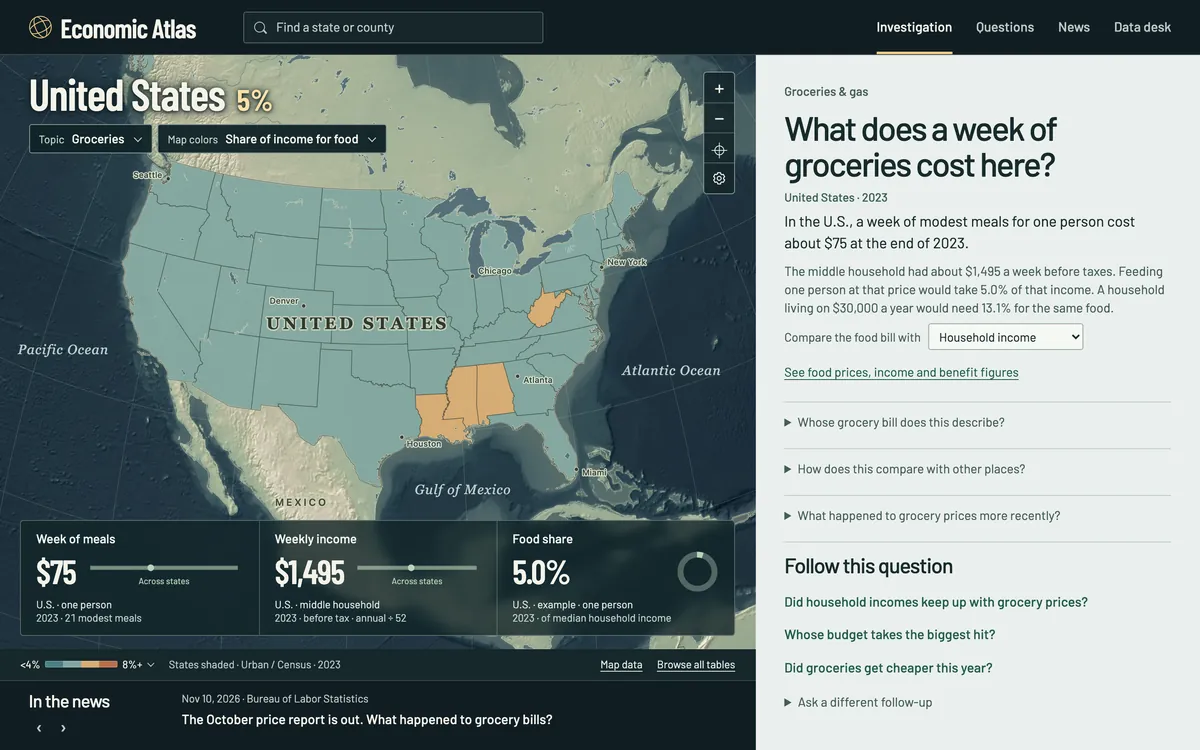 Economic Atlas
Find a state or county
Investigation
Questions
News
Data desk
United States 5%
Topic Groceries
Map colors Share of income for food
+
−
Seattle
Chicago
New York
Denver
UNITED STATES
Pacific Ocean
Atlantic Ocean
Atlanta
Houston
Miami
Gulf of Mexico
MEXICO
Week of meals
$75
Across states
U.S. · one person
2023 · 21 modest meals
Weekly income
$1,495
Across states
U.S. · middle household
2023 · before tax · annual ÷ 52
Food share
5.0%
U.S. · example · one person
2023 · of median household income
<4% 8%+
States shaded · Urban / Census · 2023
Map data
Browse all tables
In the news
‹ ›
Nov 10, 2026 · Bureau of Labor Statistics
The October price report is out. What happened to grocery bills?
Groceries & gas
What does a week of
groceries cost here?
United States · 2023
In the U.S., a week of modest meals for one person cost
about $75 at the end of 2023.
The middle household had about $1,495 a week before taxes. Feeding
one person at that price would take 5.0% of that income. A household
living on $30,000 a year would need 13.1% for the same food.
Compare the food bill with Household income
See food prices, income and benefit figures
Whose grocery bill does this describe?
How does this compare with other places?
What happened to grocery prices more recently?
Follow this question
Did household incomes keep up with grocery prices?
Whose budget takes the biggest hit?
Did groceries get cheaper this year?
Ask a different follow-up